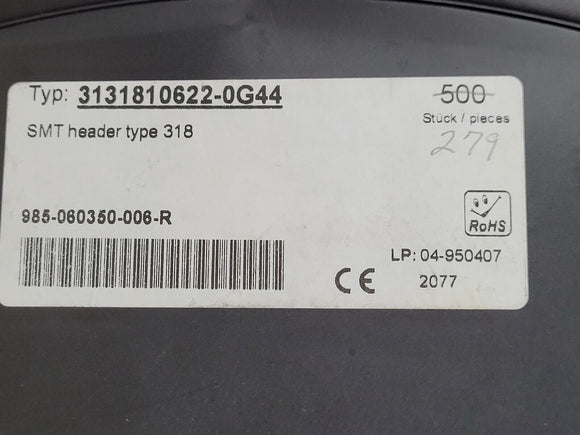 Typ: 3131810622-0G44
500
Stück / pieces
SMT header type 318
279
985-060350-006-R
RoHS
LP: 04-950407
CE
2077